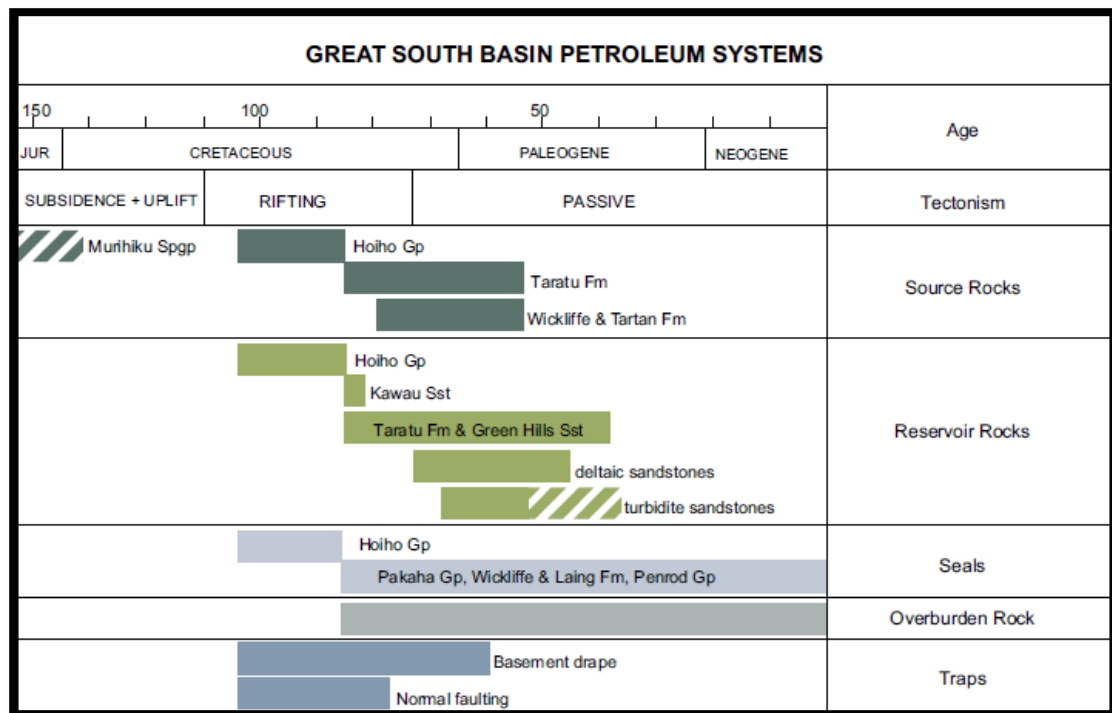 GREAT SOUTH BASIN PETROLEUM SYSTEMS
150 100 50
Age
JUR CRETACEOUS PALEOGENE NEOGENE
SUBSIDENCE + UPLIFT RIFTING PASSIVE Tectonism
Murihiku Spgp Hoiho Gp
Taratu Fm
Source Rocks
Wickliffe & Tartan Fm
Hoiho Gp
Kawau Sst
Taratu Fm & Green Hills Sst
Reservoir Rocks
deltaic sandstones
turbidite sandstones
Hoiho Gp
Seals
Pakaha Gp, Wickliffe & Laing Fm, Penrod Gp
Overburden Rock
Basement drape
Traps
Normal faulting